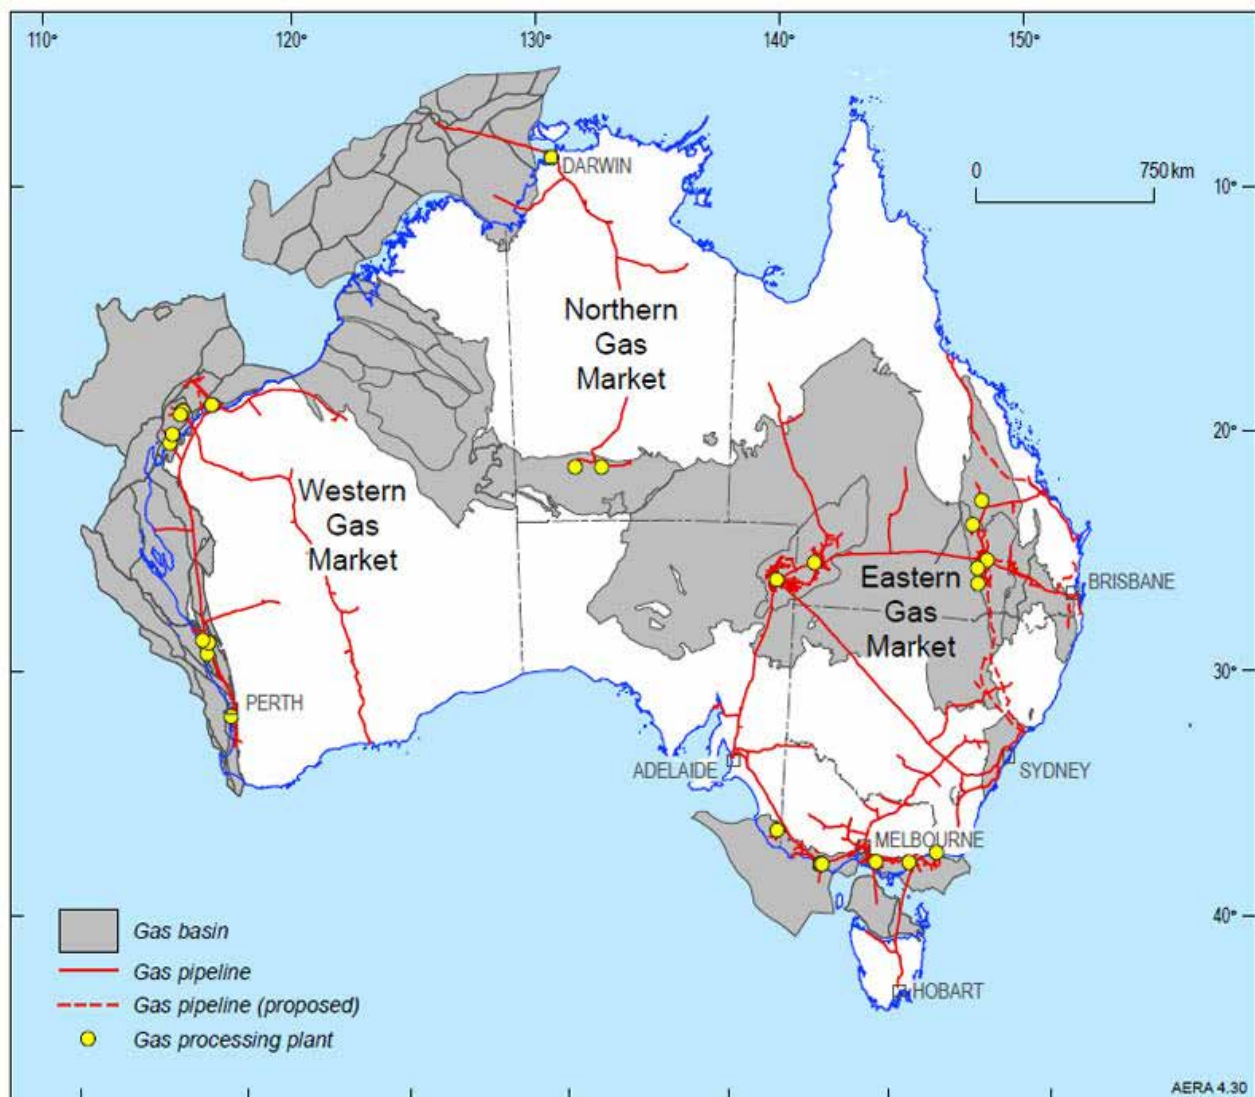 110°
120°
130°
140°
150°
0
750 km
10°
DARWIN
Northern
Gas
Market
20°
Western
Gas
Market
Eastern
Gas
Market
BRISBANE
30°
PERTH
ADELAIDE
SYDNEY
MELBOURNE
40°
HOBART
Gas basin
Gas pipeline
Gas pipeline (proposed)
Gas processing plant
AERA 4.30